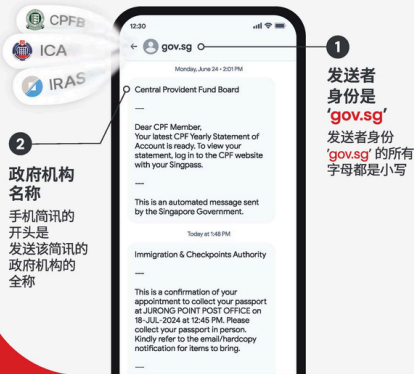 CPFB
ICA
IRAS
12:30
gov.sg
Monday, June 24 • 2:01 PM
Central Provident Fund Board
—
Dear CPF Member,
Your latest CPF Yearly Statement of
Account is ready. To view your
statement, log in to the CPF website
with your Singpass.
—
This is an automated message sent
by the Singapore Government.
Today at 1:48 PM
Immigration & Checkpoints Authority
—
This is a confirmation of your
appointment to collect your passport
at JURONG POINT POST OFFICE on
18-JUL-2024 at 12:45 PM. Please
collect your passport in person.
Kindly refer to the email/hardcopy
notification for items to bring.
—
1
发送者
身份是
‘gov.sg’
发送者身份
‘gov.sg’ 的所有
字母都是小写
2
政府机构
名称
手机简讯的
开头是
发送该简讯的
政府机构的
全称